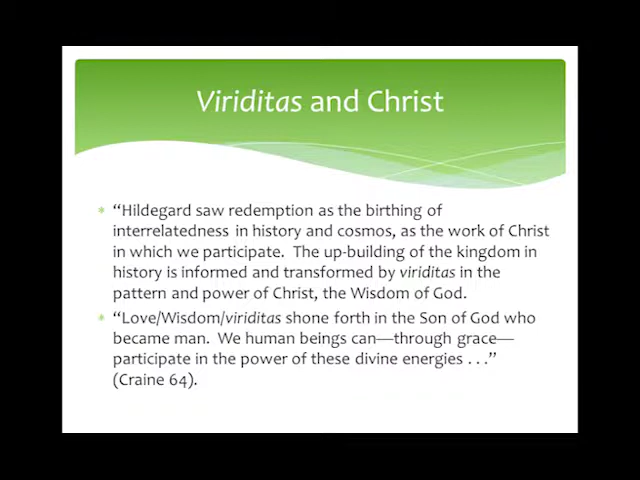 Viriditas and Christ
* “Hildegard saw redemption as the birthing of
interrelatedness in history and cosmos, as the work of Christ
in which we participate. The up-building of the kingdom in
history is informed and transformed by viriditas in the
pattern and power of Christ, the Wisdom of God.
* “Love/Wisdom/viriditas shone forth in the Son of God who
became man. We human beings can—through grace—
participate in the power of these divine energies . . .”
(Craine 64).